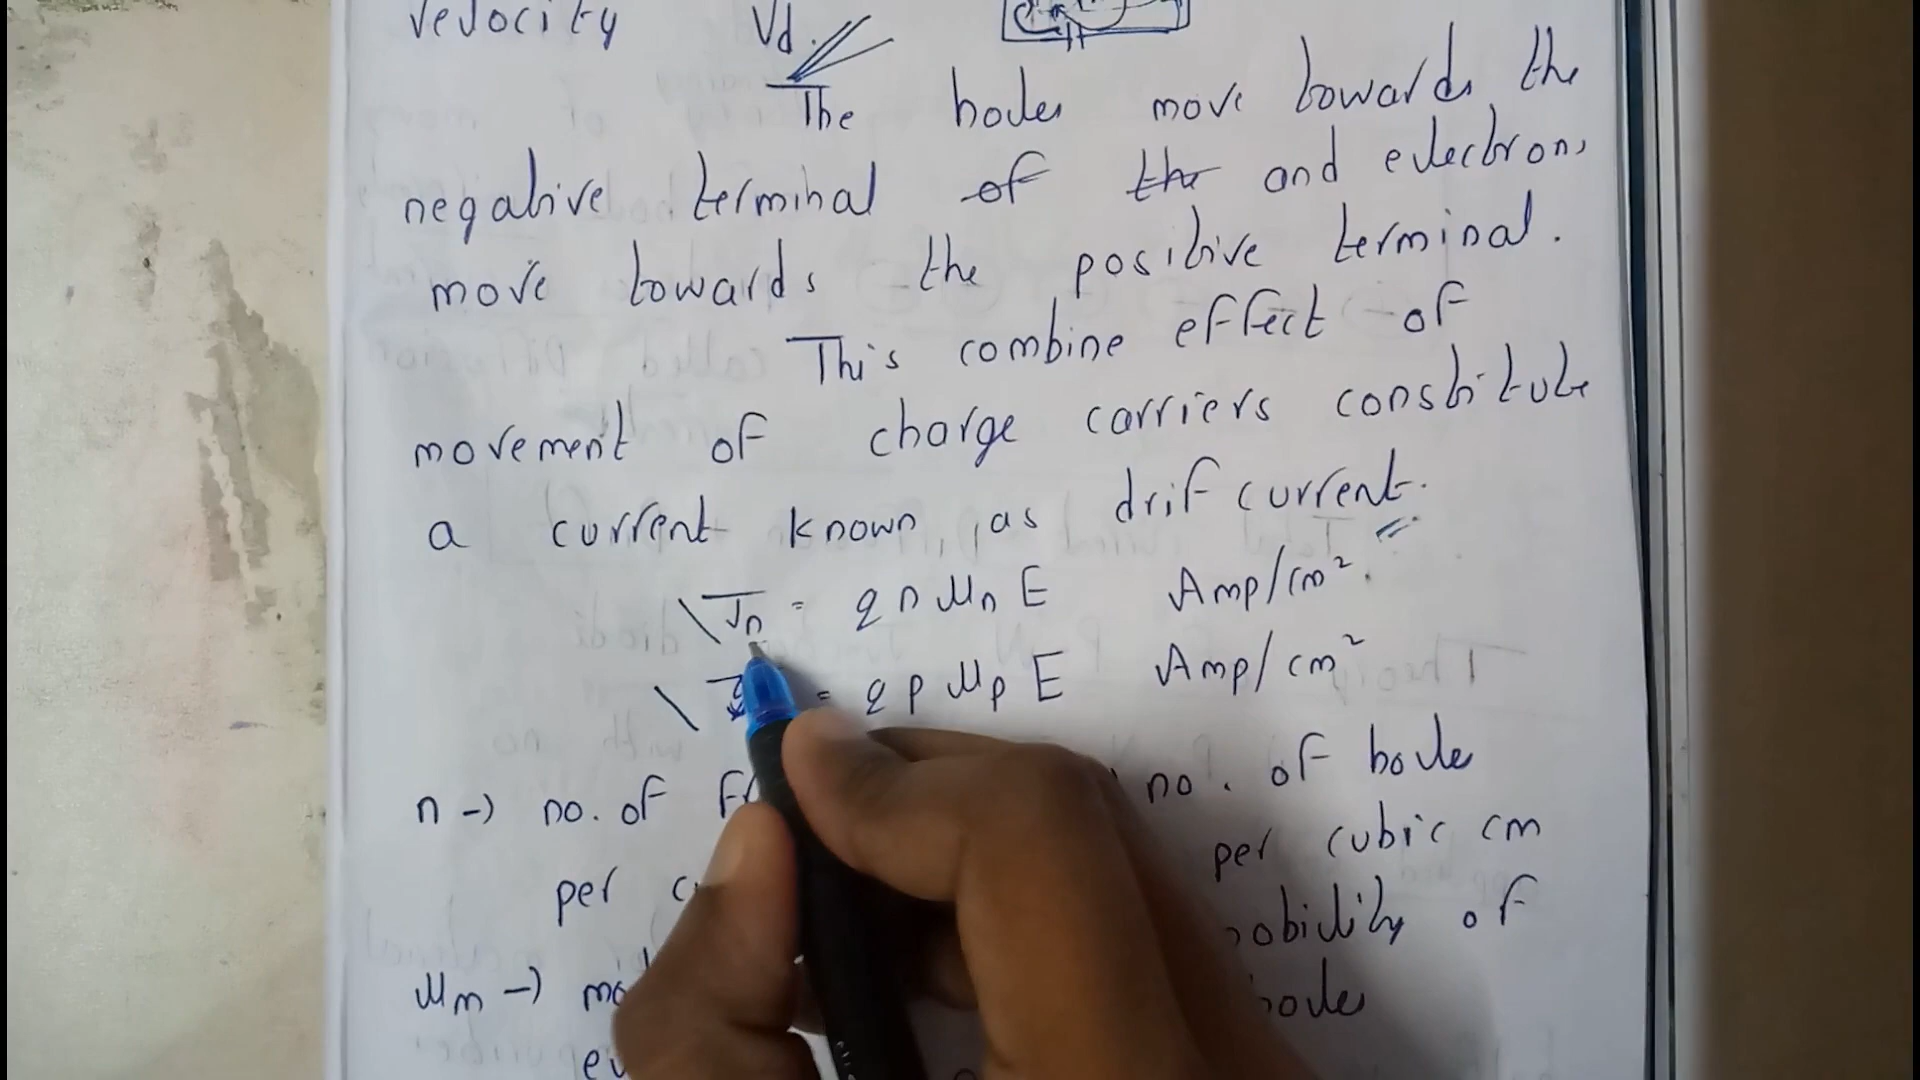 velocity Vd.
The holes move towards the
negative terminal of the and electrons
move towards the positive terminal.
This combine effect of
movement of charge carriers constitute
a current known as drif current.
Jn = q n μn E Amp/cm².
= q p μp E Amp/cm²
n → no. of no. of hole
per per cubic cm
μm → of
hole